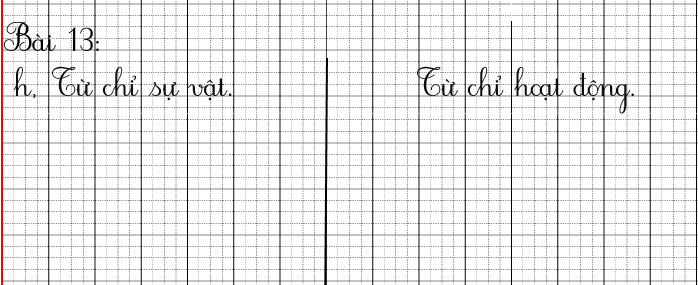 Bài 13:
h, Từ chỉ sự vật. Từ chỉ hoạt động.